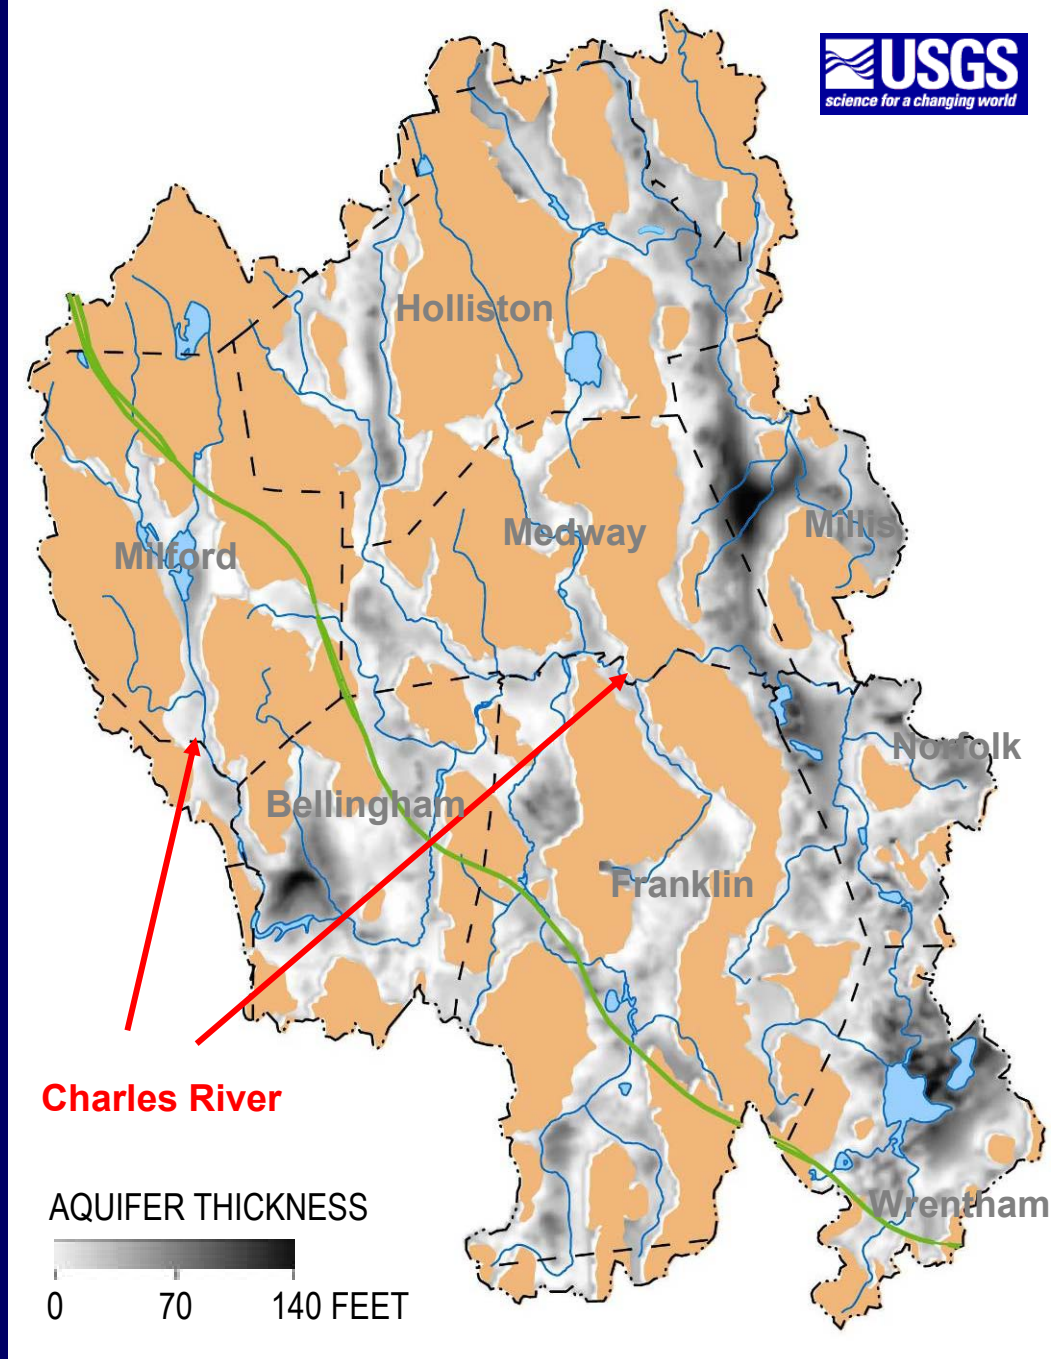 USGS
science for a changing world
Holliston
Milford
Medway
Millis
Norfolk
Bellingham
Franklin
Charles River
Wrentham
AQUIFER THICKNESS
0 70 140 FEET